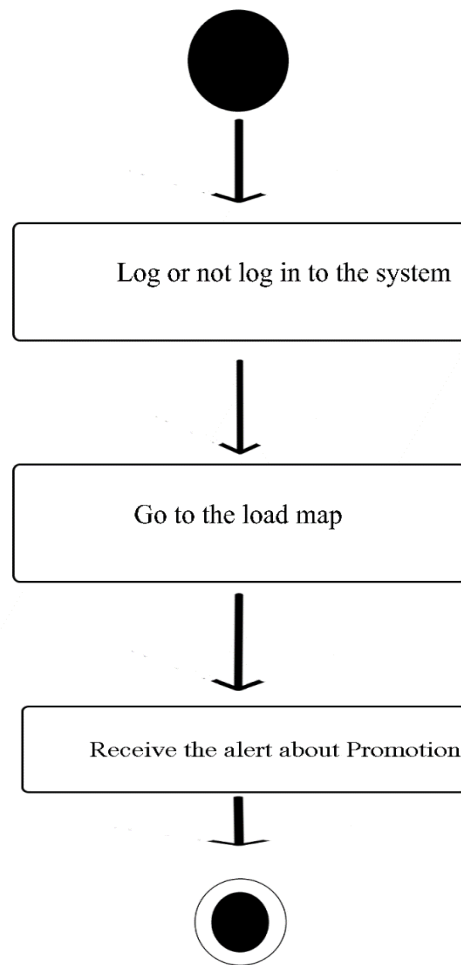 Log or not log in to the system
Go to the load map
Receive the alert about Promotion